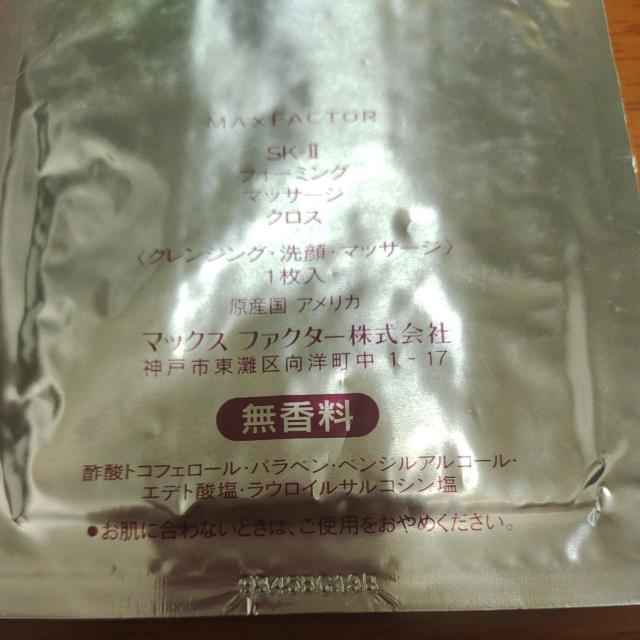 MAXFACTOR
SK-II
フォーミング
マッサージ
クロス
〈クレンジング・洗顔・マッサージ〉
1枚入
原産国 アメリカ
マックス ファクター株式会社
神戸市東灘区向洋町中 1 - 17
無香料
酢酸トコフェロール・パラベン・ベンジルアルコール・
エデト酸塩・ラウロイルサルコシン塩
●お肌に合わないときは、ご使用をおやめください。